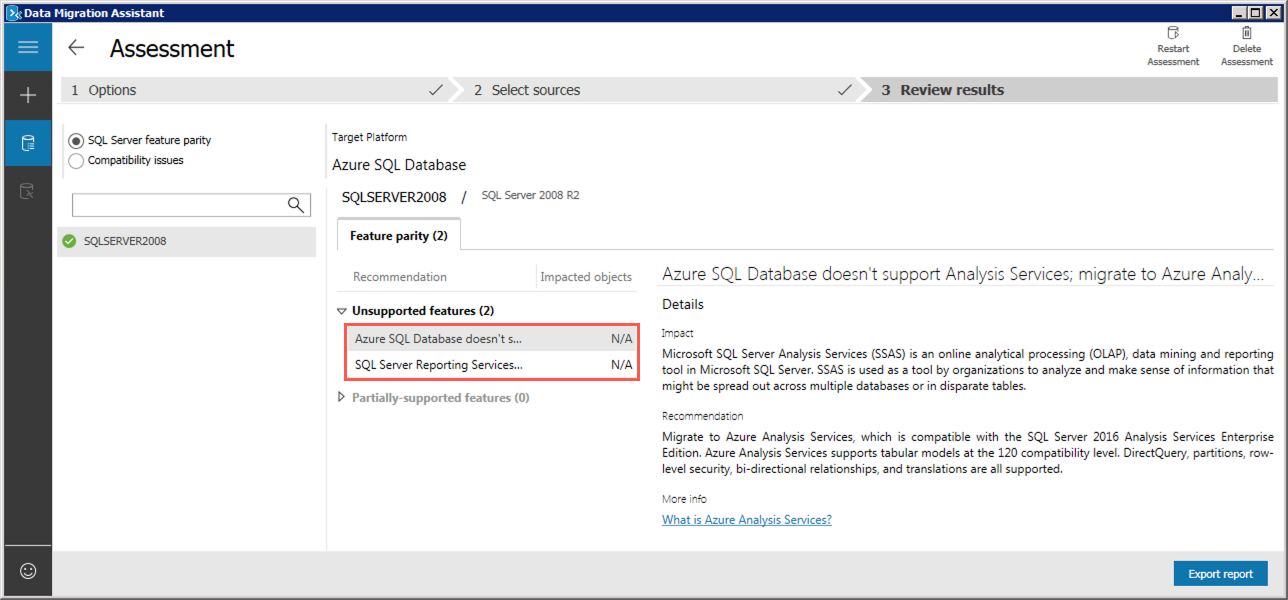 Data Migration Assistant
Assessment
Restart
Assessment
Delete
Assessment
1 Options
2 Select sources
3 Review results
SQL Server feature parity
Compatibility issues
SQLSERVER2008
Target Platform
Azure SQL Database
SQLSERVER2008 / SQL Server 2008 R2
Feature parity (2)
Recommendation Impacted objects
Unsupported features (2)
Azure SQL Database doesn't s... N/A
SQL Server Reporting Services... N/A
Partially-supported features (0)
Azure SQL Database doesn't support Analysis Services; migrate to Azure Analy...
Details
Impact
Microsoft SQL Server Analysis Services (SSAS) is an online analytical processing (OLAP), data mining and reporting
tool in Microsoft SQL Server. SSAS is used as a tool by organizations to analyze and make sense of information that
might be spread out across multiple databases or in disparate tables.
Recommendation
Migrate to Azure Analysis Services, which is compatible with the SQL Server 2016 Analysis Services Enterprise
Edition. Azure Analysis Services supports tabular models at the 120 compatibility level. DirectQuery, partitions, row-
level security, bi-directional relationships, and translations are all supported.
More info
What is Azure Analysis Services?
Export report